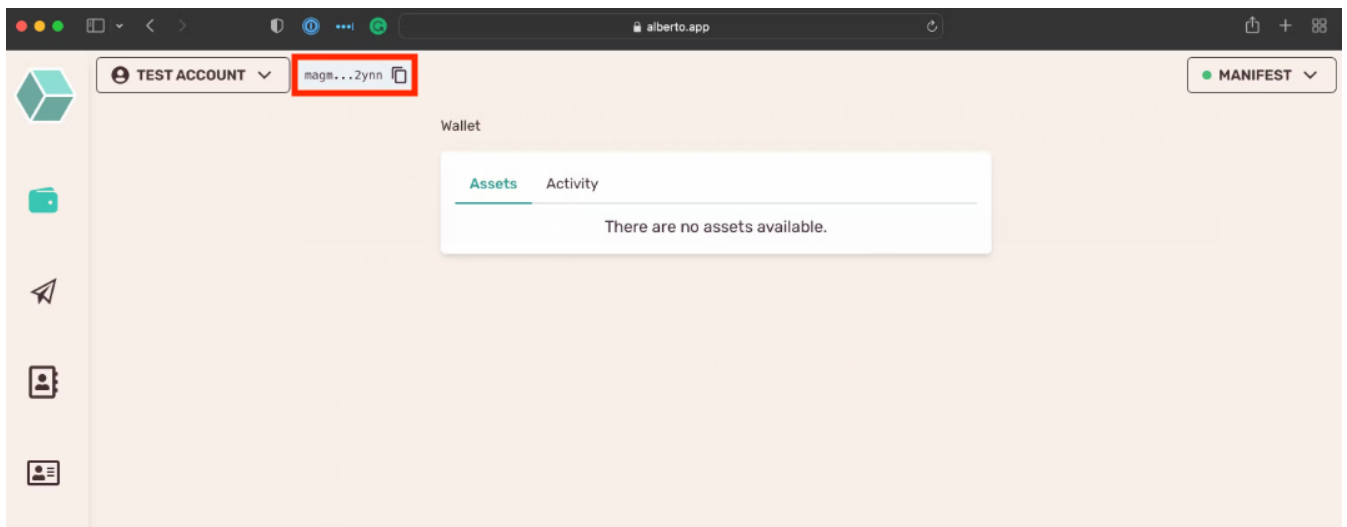 alberto.app
TEST ACCOUNT
magm...2ynn
MANIFEST
Wallet
Assets Activity
There are no assets available.